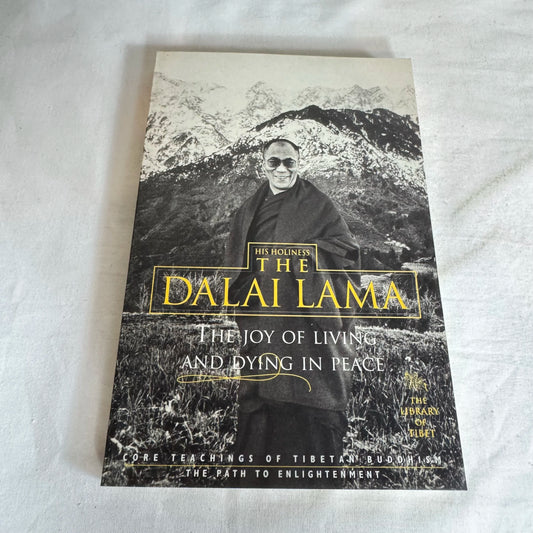 HIS HOLINESS
THE
DALAI LAMA
THE JOY OF LIVING
AND DYING IN PEACE
THE
LIBRARY
OF
TIBET
CORE TEACHINGS OF TIBETAN BUDDHISM
THE PATH TO ENLIGHTENMENT